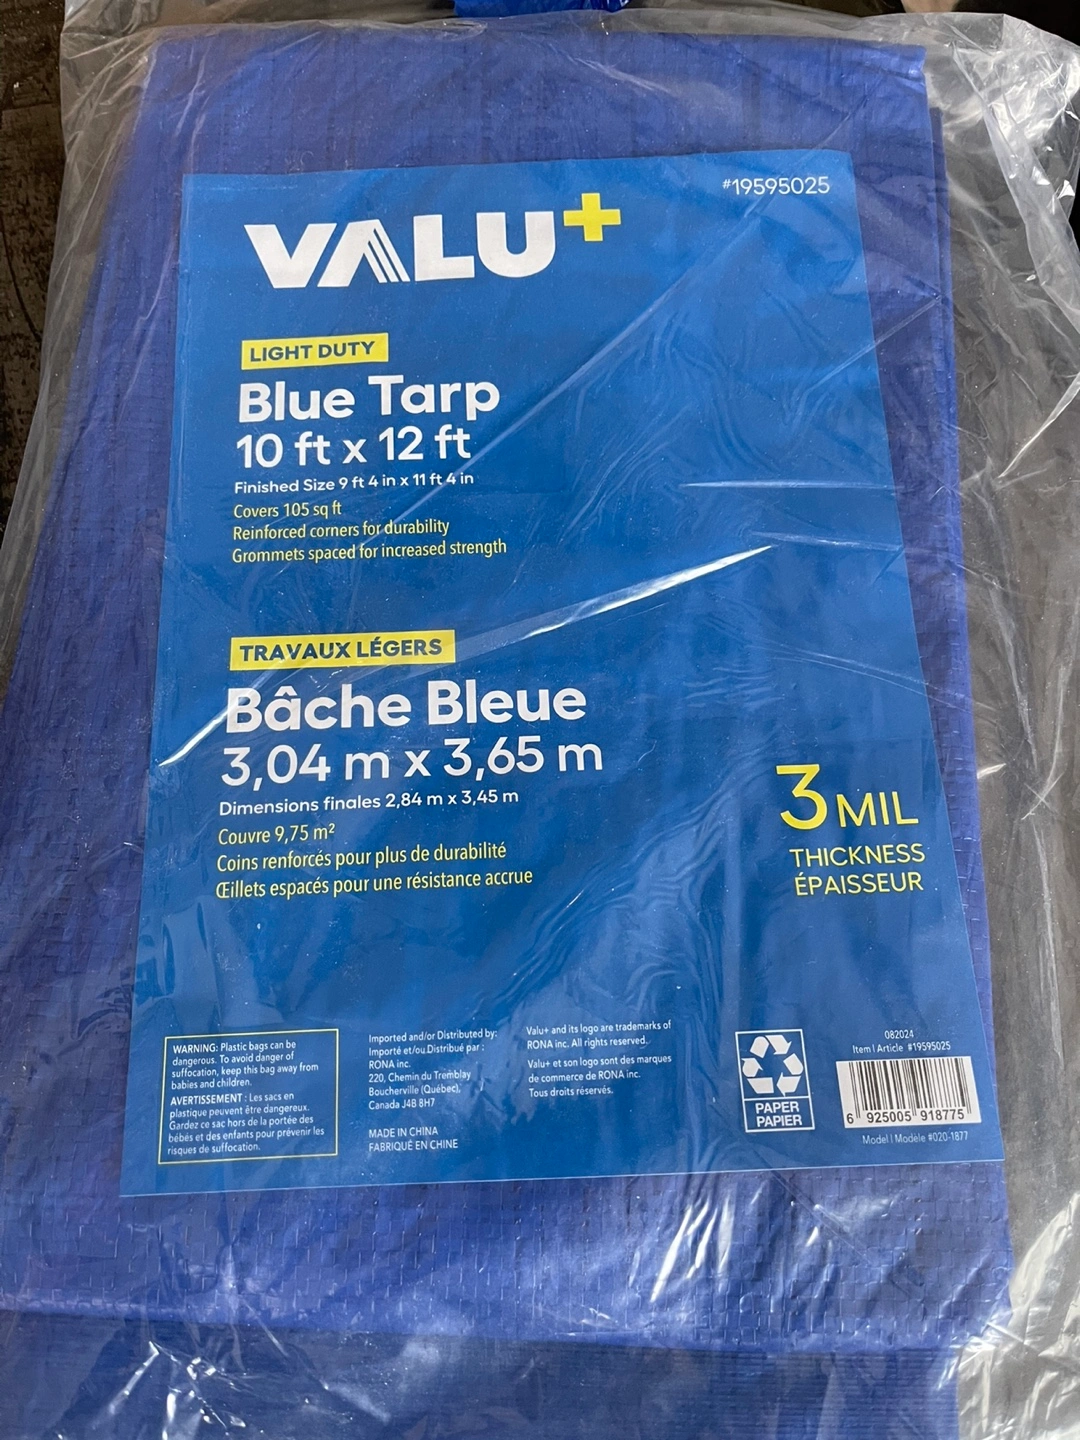 #19595025
VALU+
LIGHT DUTY
Blue Tarp
10 ft x 12 ft
Finished Size 9 ft 4 in x 11 ft 4 in
Covers 105 sq ft
Reinforced corners for durability
Grommets spaced for increased strength
TRAVAUX LÉGERS
Bâche Bleue
3,04 m x 3,65 m
Dimensions finales 2,84 m x 3,45 m
Couvre 9,75 m²
Coins renforcés pour plus de durabilité
Œillets espacés pour une résistance accrue
3 MIL
THICKNESS
ÉPAISSEUR
WARNING: Plastic bags can be
dangerous. To avoid danger of
suffocation, keep this bag away from
babies and children.
AVERTISSEMENT : Les sacs en
plastique peuvent être dangereux.
Gardez ce sac hors de la portée des
bébés et des enfants pour prévenir les
risques de suffocation.
Imported and/or Distributed by:
Importé et/ou Distribué par :
RONA inc.
220, Chemin du Tremblay
Boucherville (Québec),
Canada J4B 8H7
MADE IN CHINA
FABRIQUÉ EN CHINE
Valu+ and its logo are trademarks of
RONA inc. All rights reserved.
Valu+ et son logo sont des marques
de commerce de RONA inc.
Tous droits réservés.
PAPER
PAPIER
082024
Item | Article #19595025
6 925005 918775
Model | Modèle #020-1877